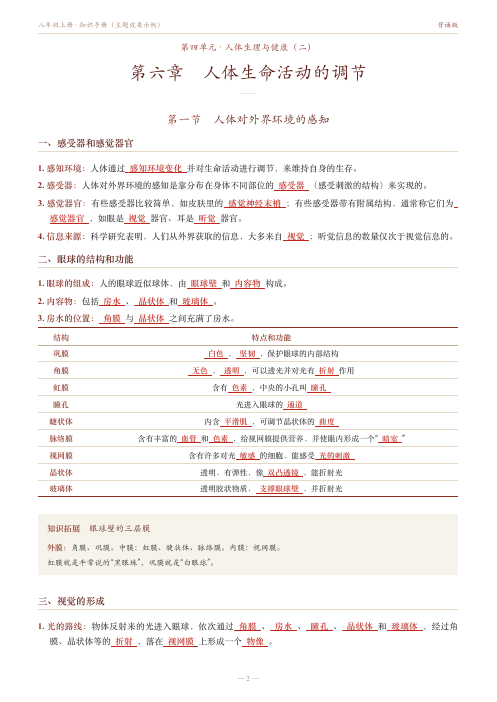 八年级上册·知识手册（主题效果示例）
背诵版
第四单元·人体生理与健康（二）
第六章 人体生命活动的调节
第一节 人体对外界环境的感知
一、感受器和感觉器官
1. 感知环境：人体通过 感知环境变化 并对生命活动进行调节，来维持自身的生存。
2. 感受器：人体对外界环境的感知是靠分布在身体不同部位的 感受器 （感受刺激的结构）来实现的。
3. 感觉器官：有些感受器比较简单，如皮肤里的 感觉神经末梢 ；有些感受器带有附属结构，通常称它们为
感觉器官 ，如眼是 视觉 器官、耳是 听觉 器官。
4. 信息来源：科学研究表明，人们从外界获取的信息，大多来自 视觉 ；听觉信息的数量仅次于视觉信息的。
二、眼球的结构和功能
1. 眼球的组成：人的眼球近似球体，由 眼球壁 和 内容物 构成。
2. 内容物：包括 房水 、 晶状体 和 玻璃体 。
3. 房水的位置： 角膜 与 晶状体 之间充满了房水。
结构 特点和功能
巩膜 白色 ， 坚韧 ，保护眼球的内部结构
角膜 无色 ， 透明 ，可以透光并对光有 折射 作用
虹膜 含有 色素 ，中央的小孔叫 瞳孔
瞳孔 光进入眼球的 通道
睫状体 内含 平滑肌 ，可调节晶状体的 曲度
脉络膜 含有丰富的 血管 和 色素 ，给视网膜提供营养，并使眼内形成一个“ 暗室 ”
视网膜 含有许多对光 敏感 的细胞，能感受 光的刺激
晶状体 透明，有弹性，像 双凸透镜 ，能折射光
玻璃体 透明胶状物质， 支撑眼球壁 ，并折射光
知识拓展 眼球壁的三层膜
外膜：角膜、巩膜。中膜：虹膜、睫状体、脉络膜。内膜：视网膜。
虹膜就是平常说的“黑眼珠”，巩膜就是“白眼球”。
三、视觉的形成
1. 光的路线：物体反射来的光进入眼球，依次通过 角膜 、 房水 、 瞳孔 、 晶状体 和 玻璃体 ，经过角
膜、晶状体等的 折射 ，落在 视网膜 上形成一个 物像 。
— 2 —